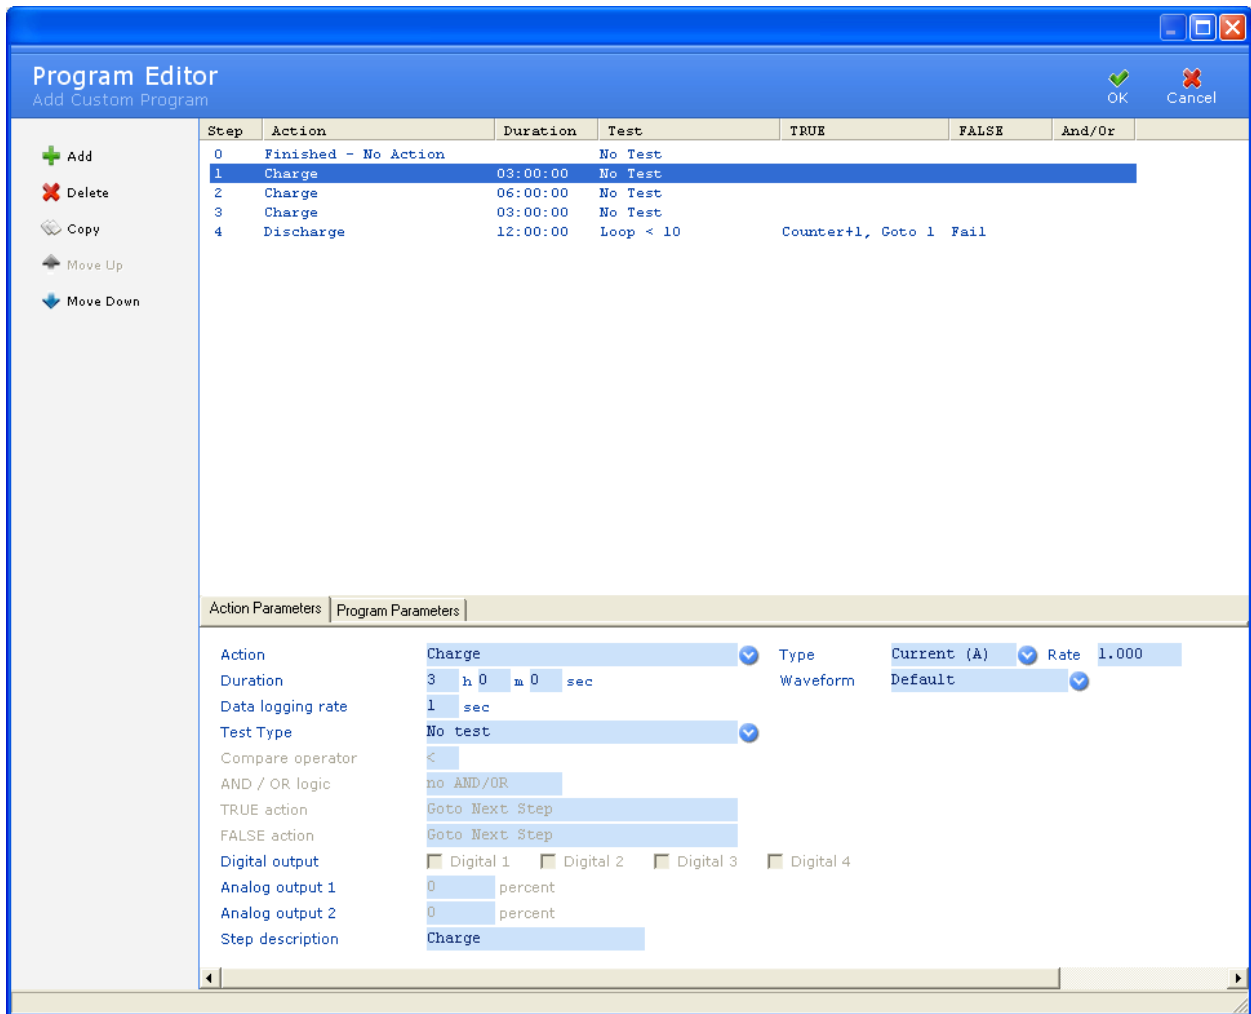 Program Editor
Add Custom Program
OK
Cancel
Add
Delete
Copy
Move Up
Move Down
Step Action Duration Test TRUE FALSE And/Or
0 Finished - No Action No Test
1 Charge 03:00:00 No Test
2 Charge 06:00:00 No Test
3 Charge 03:00:00 No Test
4 Discharge 12:00:00 Loop < 10 Counter+1, Goto 1 Fail
Action Parameters Program Parameters
Action Charge Type Current (A) Rate 1.000
Duration 3 h 0 m 0 sec Waveform Default
Data logging rate 1 sec
Test Type No test
Compare operator <
AND / OR logic no AND/OR
TRUE action Goto Next Step
FALSE action Goto Next Step
Digital output Digital 1 Digital 2 Digital 3 Digital 4
Analog output 1 0 percent
Analog output 2 0 percent
Step description Charge